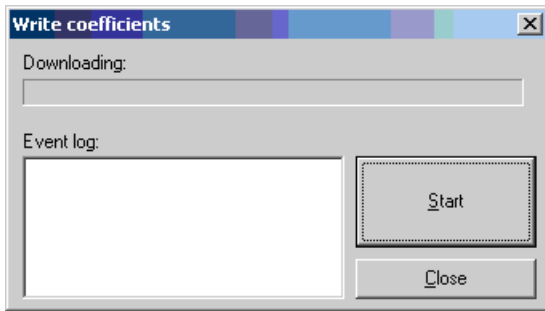 Write coefficients
Downloading:
Event log:
Start
Close